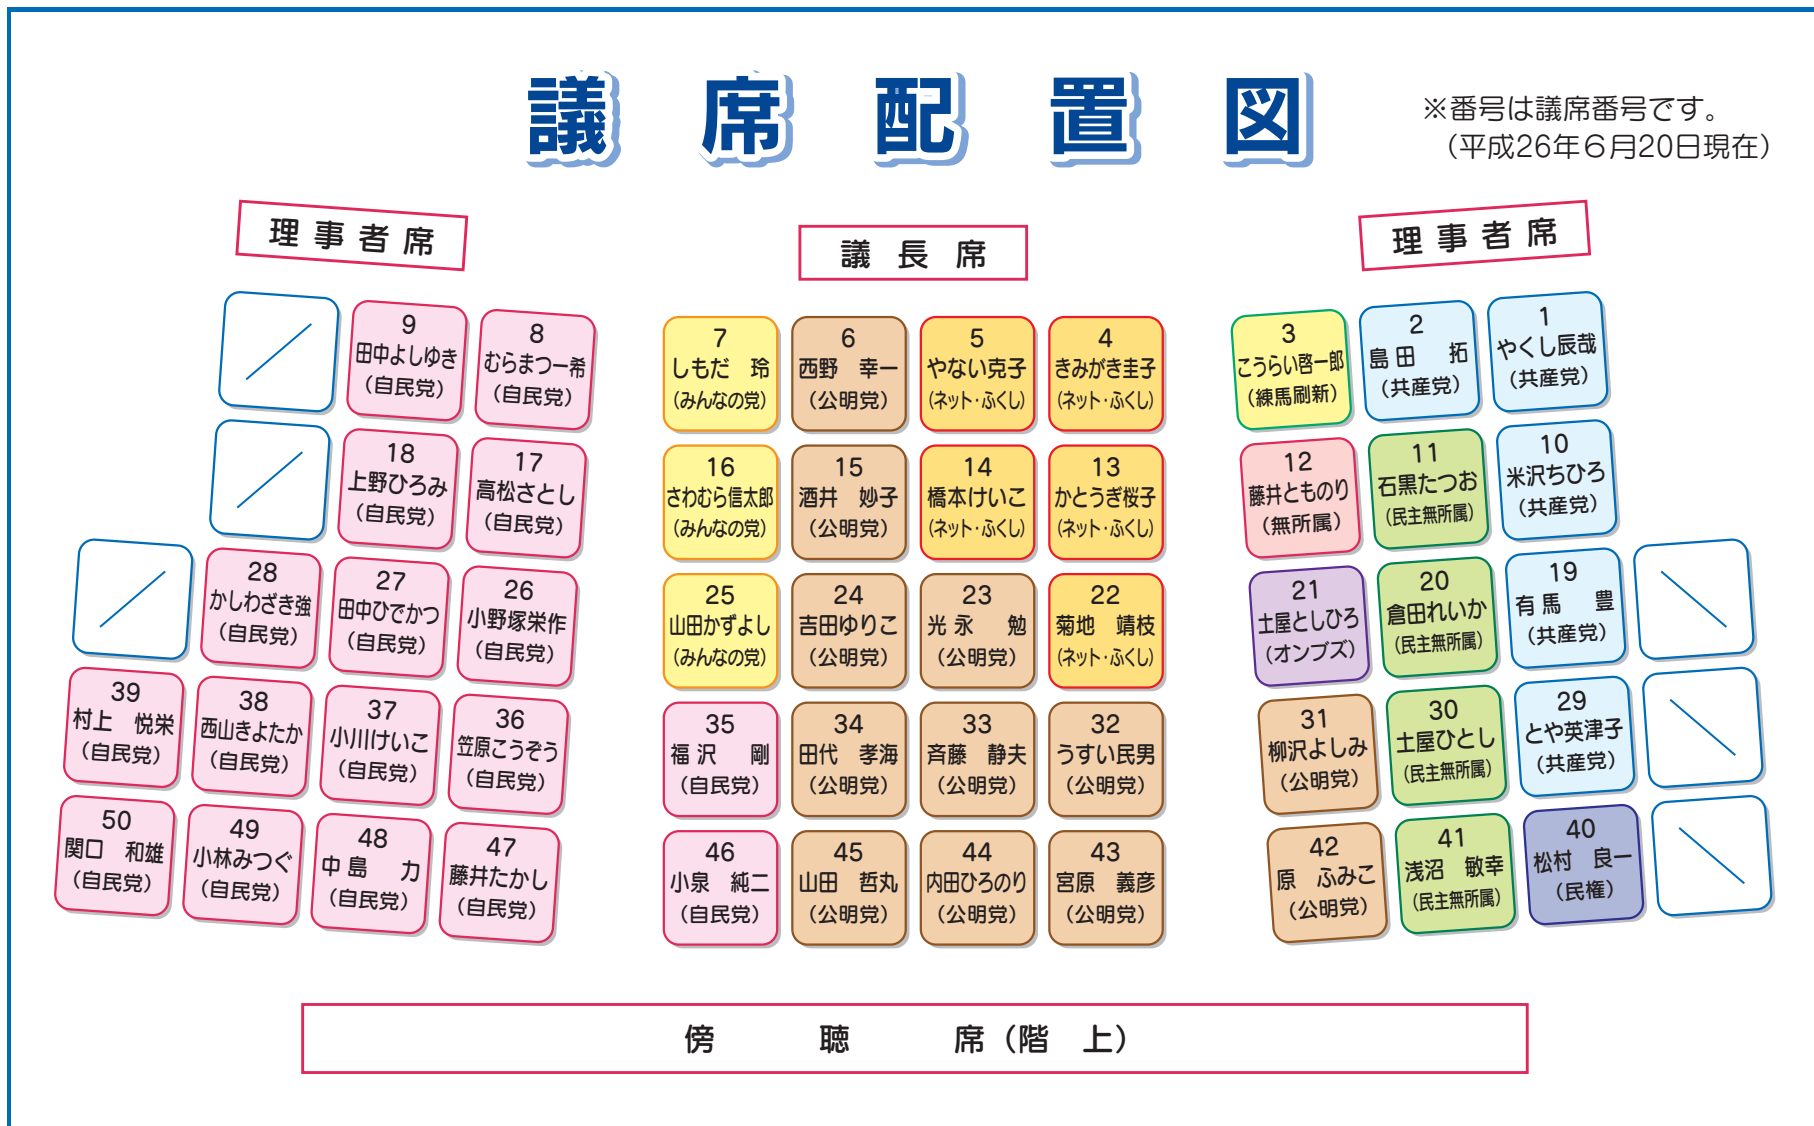 議席配置図
※番号は議席番号です。
（平成26年６月20日現在）
理事者席
議長席
理事者席
9
田中よしゆき
（自民党）
8
むらまつ一希
（自民党）
7
しもだ　玲
（みんなの党）
6
西野　幸一
（公明党）
5
やない克子
（ネット・ふくし）
4
きみがき圭子
（ネット・ふくし）
3
こうらい啓一郎
（練馬刷新）
2
島田　拓
（共産党）
1
やくし辰哉
（共産党）
18
上野ひろみ
（自民党）
17
高松さとし
（自民党）
16
さわむら信太郎
（みんなの党）
15
酒井　妙子
（公明党）
14
橋本けいこ
（ネット・ふくし）
13
かとうぎ桜子
（ネット・ふくし）
12
藤井とものり
（無所属）
11
石黒たつお
（民主無所属）
10
米沢ちひろ
（共産党）
28
かしわざき強
（自民党）
27
田中ひでかつ
（自民党）
26
小野塚栄作
（自民党）
25
山田かずよし
（みんなの党）
24
吉田ゆりこ
（公明党）
23
光永　勉
（公明党）
22
菊地　靖枝
（ネット・ふくし）
21
土屋としひろ
（オンブズ）
20
倉田れいか
（民主無所属）
19
有馬　豊
（共産党）
39
村上　悦栄
（自民党）
38
西山きよたか
（自民党）
37
小川けいこ
（自民党）
36
笠原こうぞう
（自民党）
35
福沢　剛
（自民党）
34
田代　孝海
（公明党）
33
斉藤　静夫
（公明党）
32
うすい民男
（公明党）
31
柳沢よしみ
（公明党）
30
土屋ひとし
（民主無所属）
29
とや英津子
（共産党）
50
関口　和雄
（自民党）
49
小林みつぐ
（自民党）
48
中島　力
（自民党）
47
藤井たかし
（自民党）
46
小泉　純二
（自民党）
45
山田　哲丸
（公明党）
44
内田ひろのり
（公明党）
43
宮原　義彦
（公明党）
42
原　ふみこ
（公明党）
41
浅沼　敏幸
（民主無所属）
40
松村　良一
（民権）
傍聴席（階　上）